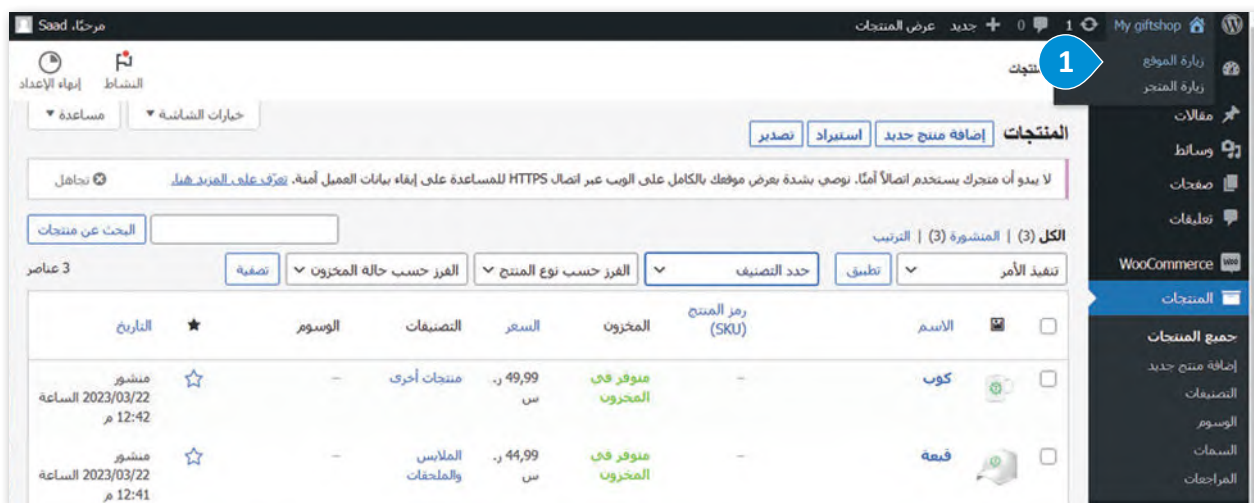 My giftshop 1 0 + جديد عرض المنتجات مرحبًا، Saad
زيارة الموقع
زيارة المتجر
1
المنتجات
النشاط
إنهاء الإعداد
خيارات الشاشة
مساعدة
المنتجات إضافة منتج جديد استيراد تصدير
لا يبدو أن متجرك يستخدم اتصالاً آمنًا. نوصي بشدة بعرض موقعك بالكامل على الويب عبر اتصال HTTPS للمساعدة على إبقاء بيانات العميل آمنة. تعرّف على المزيد هنا.
تجاهل
الكل (3) | المنشورة (3) | الترتيب
البحث عن منتجات
تنفيذ الأمر تطبيق حدد التصنيف الفرز حسب نوع المنتج الفرز حسب حالة المخزون تصفية 3 عناصر
الاسم رمز المنتج (SKU) المخزون السعر التصنيفات الوسوم التاريخ
كوب – متوفر في المخزون 49,99 ر.س منتجات أخرى – منشور 2023/03/22 الساعة 12:42 م
قبعة – متوفر في المخزون 44,99 ر.س الملابس والملحقات – منشور 2023/03/22 الساعة 12:41 م
مقالات
وسائط
صفحات
تعليقات
WooCommerce
المنتجات
جميع المنتجات
إضافة منتج جديد
التصنيفات
الوسوم
السمات
المراجعات